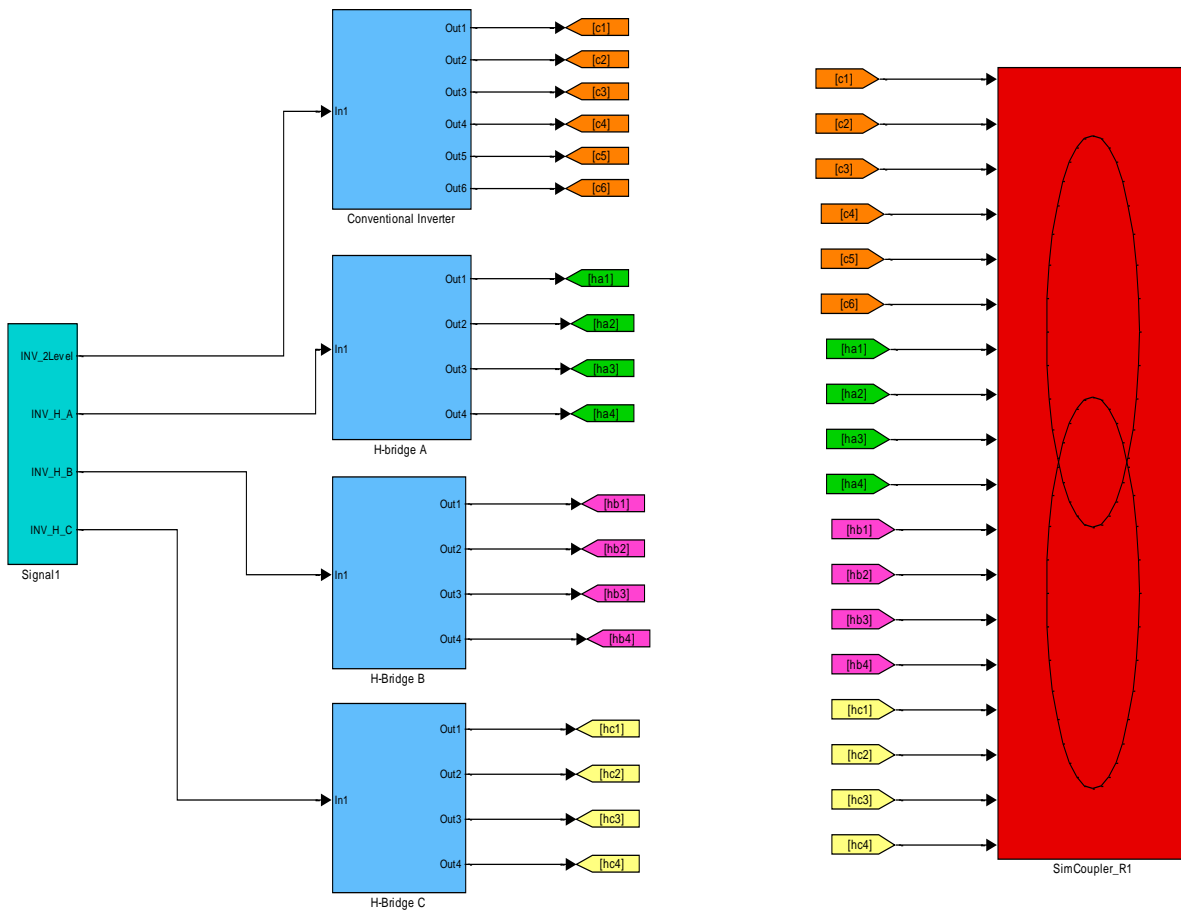 INV_2Level
INV_H_A
INV_H_B
INV_H_C
Signal1
In1
Out1
Out2
Out3
Out4
Out5
Out6
Conventional Inverter
[c1]
[c2]
[c3]
[c4]
[c5]
[c6]
In1
Out1
Out2
Out3
Out4
H-bridge A
[ha1]
[ha2]
[ha3]
[ha4]
In1
Out1
Out2
Out3
Out4
H-Bridge B
[hb1]
[hb2]
[hb3]
[hb4]
In1
Out1
Out2
Out3
Out4
H-Bridge C
[hc1]
[hc2]
[hc3]
[hc4]
[c1]
[c2]
[c3]
[c4]
[c5]
[c6]
[ha1]
[ha2]
[ha3]
[ha4]
[hb1]
[hb2]
[hb3]
[hb4]
[hc1]
[hc2]
[hc3]
[hc4]
SimCoupler_R1